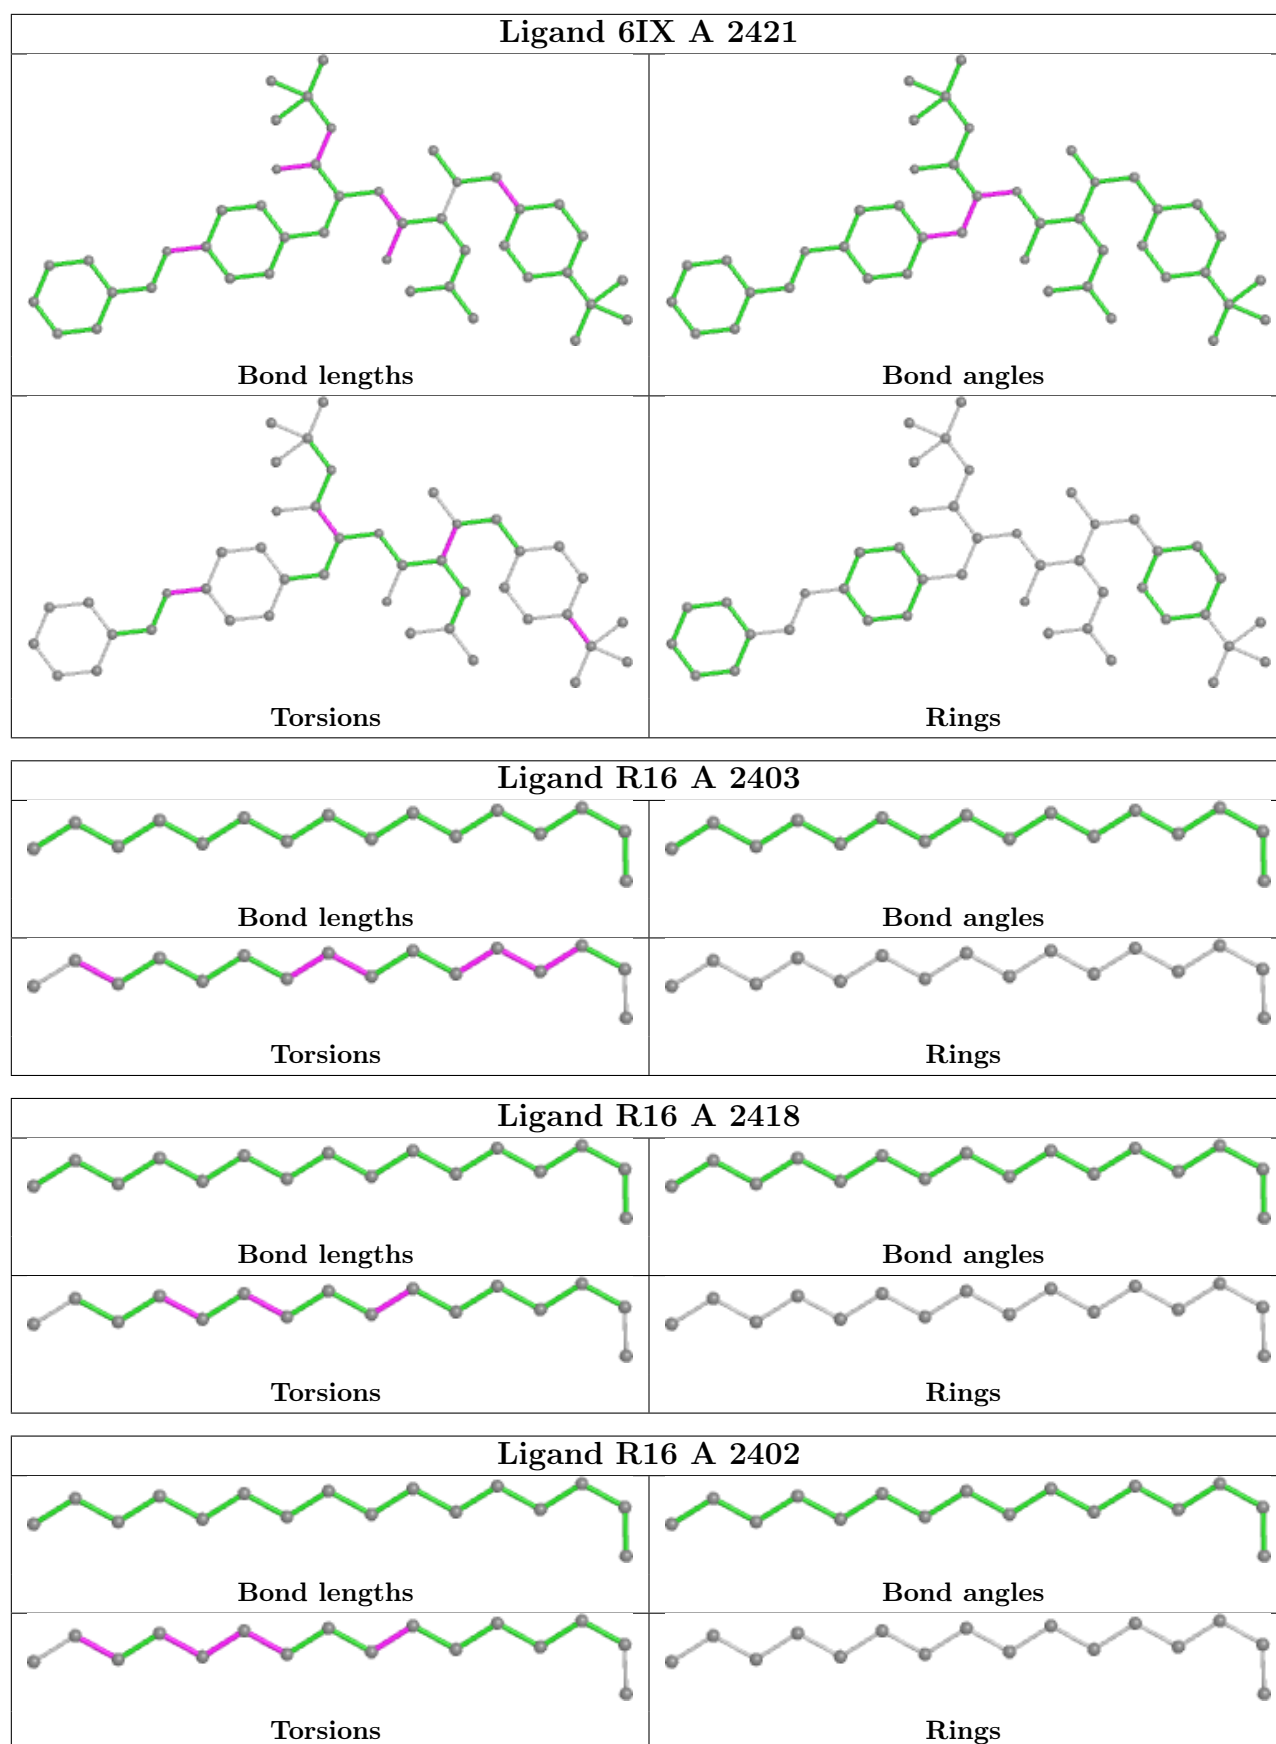 Ligand 6IX A 2421
Bond lengths
Bond angles
Torsions
Rings
Ligand R16 A 2403
Bond lengths
Bond angles
Torsions
Rings
Ligand R16 A 2418
Bond lengths
Bond angles
Torsions
Rings
Ligand R16 A 2402
Bond lengths
Bond angles
Torsions
Rings